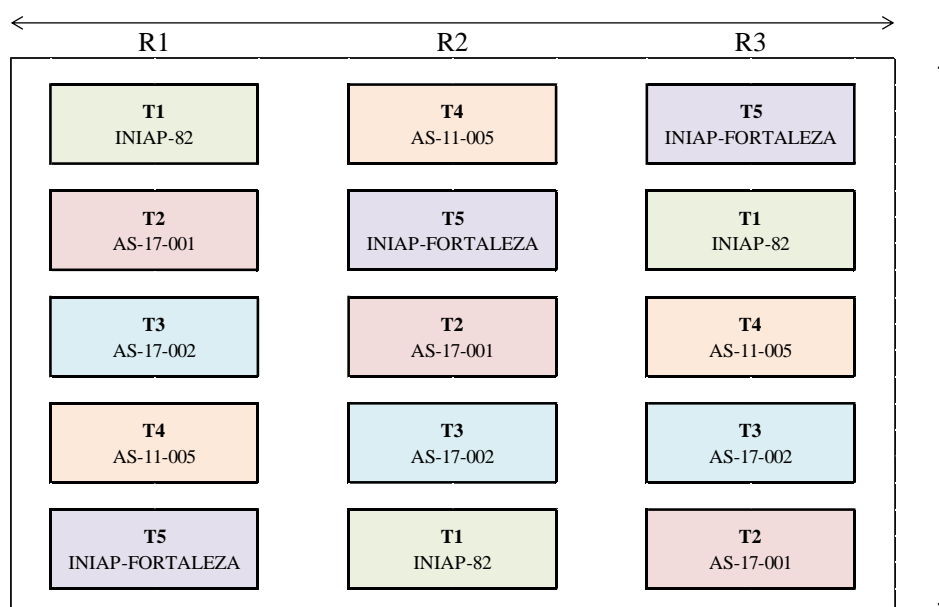 R1 R2 R3
T1 T4 T5
INIAP-82 AS-11-005 INIAP-FORTALEZA
T2 T5 T1
AS-17-001 INIAP-FORTALEZA INIAP-82
T3 T2 T4
AS-17-002 AS-17-001 AS-11-005
T4 T3 T3
AS-11-005 AS-17-002 AS-17-002
T5 T1 T2
INIAP-FORTALEZA INIAP-82 AS-17-001